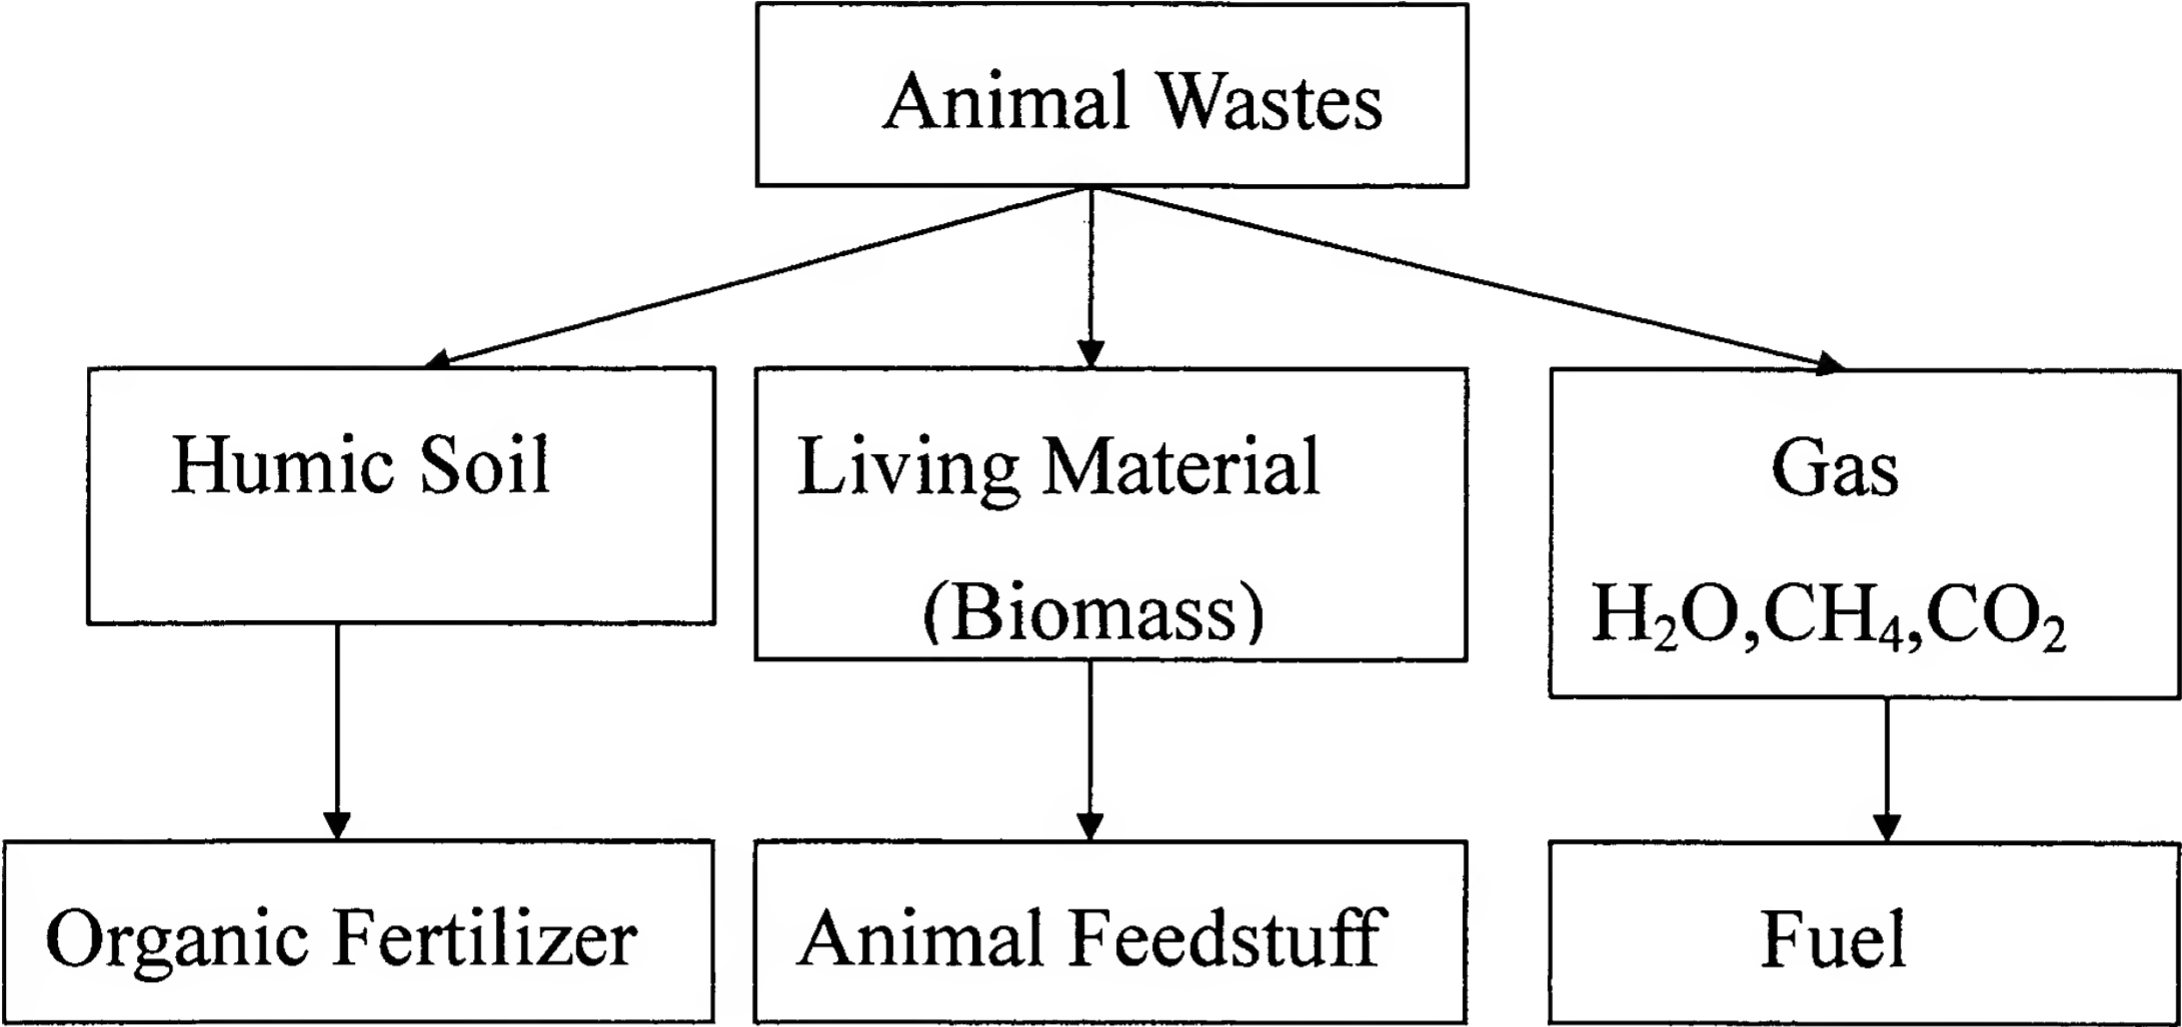 Animal Wastes
Humic Soil
Living Material
(Biomass)
Gas
H₂O,CH₄,CO₂
Organic Fertilizer
Animal Feedstuff
Fuel